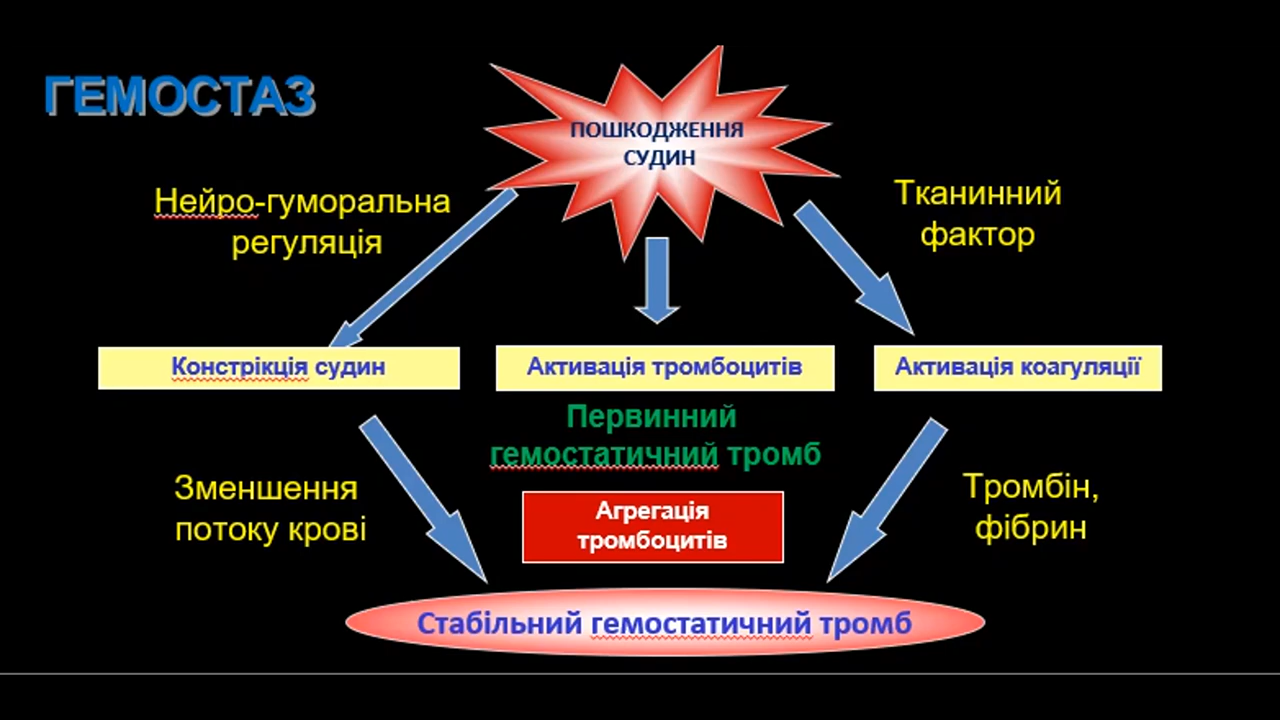 ГЕМОСТАЗ
ПОШКОДЖЕННЯ
СУДИН
Нейро-гуморальна
регуляція
Тканинний
фактор
Констрікція судин
Активація тромбоцитів
Активація коагуляції
Первинний
гемостатичний тромб
Зменшення
потоку крові
Агрегація
тромбоцитів
Тромбін,
фібрин
Стабільний гемостатичний тромб